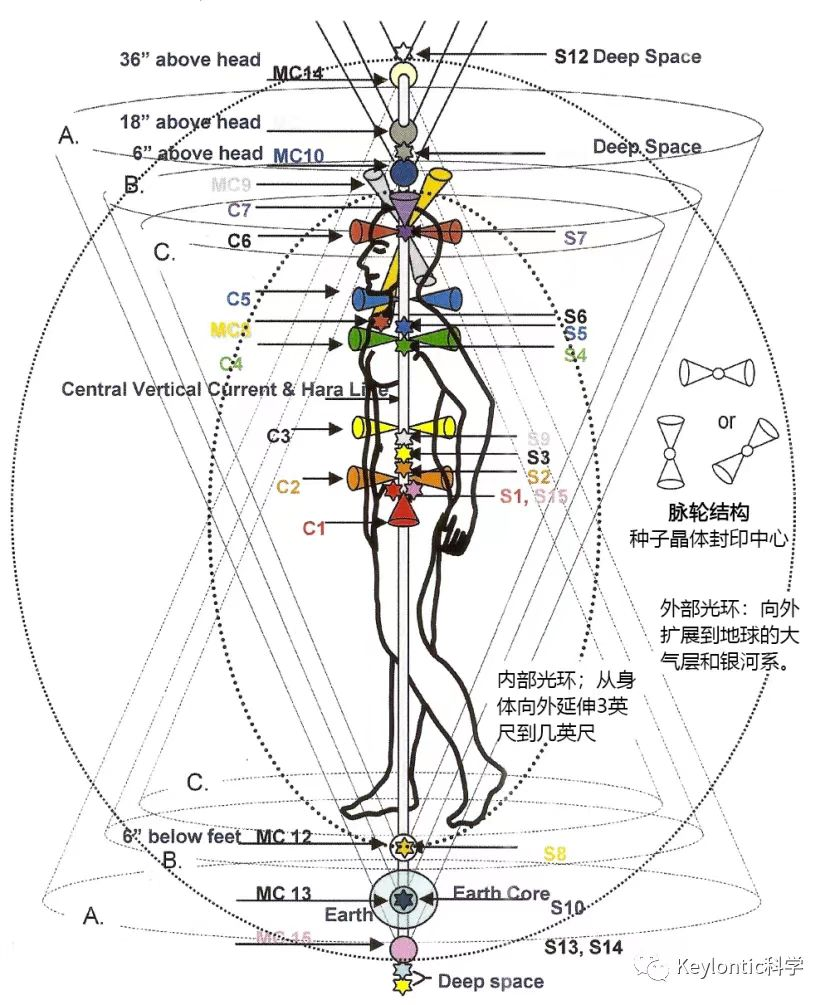 36” above head
MC14
S12 Deep Space
A.
18” above head
6” above head
MC10
Deep Space
B.
MC9
C7
C6
S7
C.
C5
S6
S5
MC8
C4
S4
Central Vertical Current & Hara Line
C3
S9
S3
C2
S2
S1, S15
C1
or
脉轮结构
种子晶体封印中心
外部光环：向外
扩展到地球的大
气层和银河系。
内部光环；从身
体向外延伸3英
尺到几英尺
C.
6” below feet
MC 12
S8
B.
MC 13
Earth Core
S10
Earth
A.
MC 15
S13, S14
Deep space
Keylontic科学